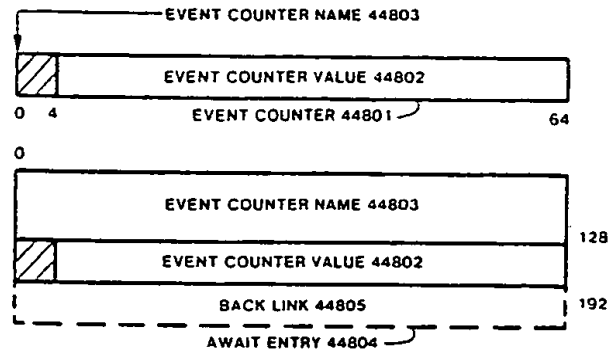 EVENT COUNTER NAME 44803
EVENT COUNTER VALUE 44802
0 4 EVENT COUNTER 44801 64
0
EVENT COUNTER NAME 44803
128
EVENT COUNTER VALUE 44802
BACK LINK 44805 192
AWAIT ENTRY 44804